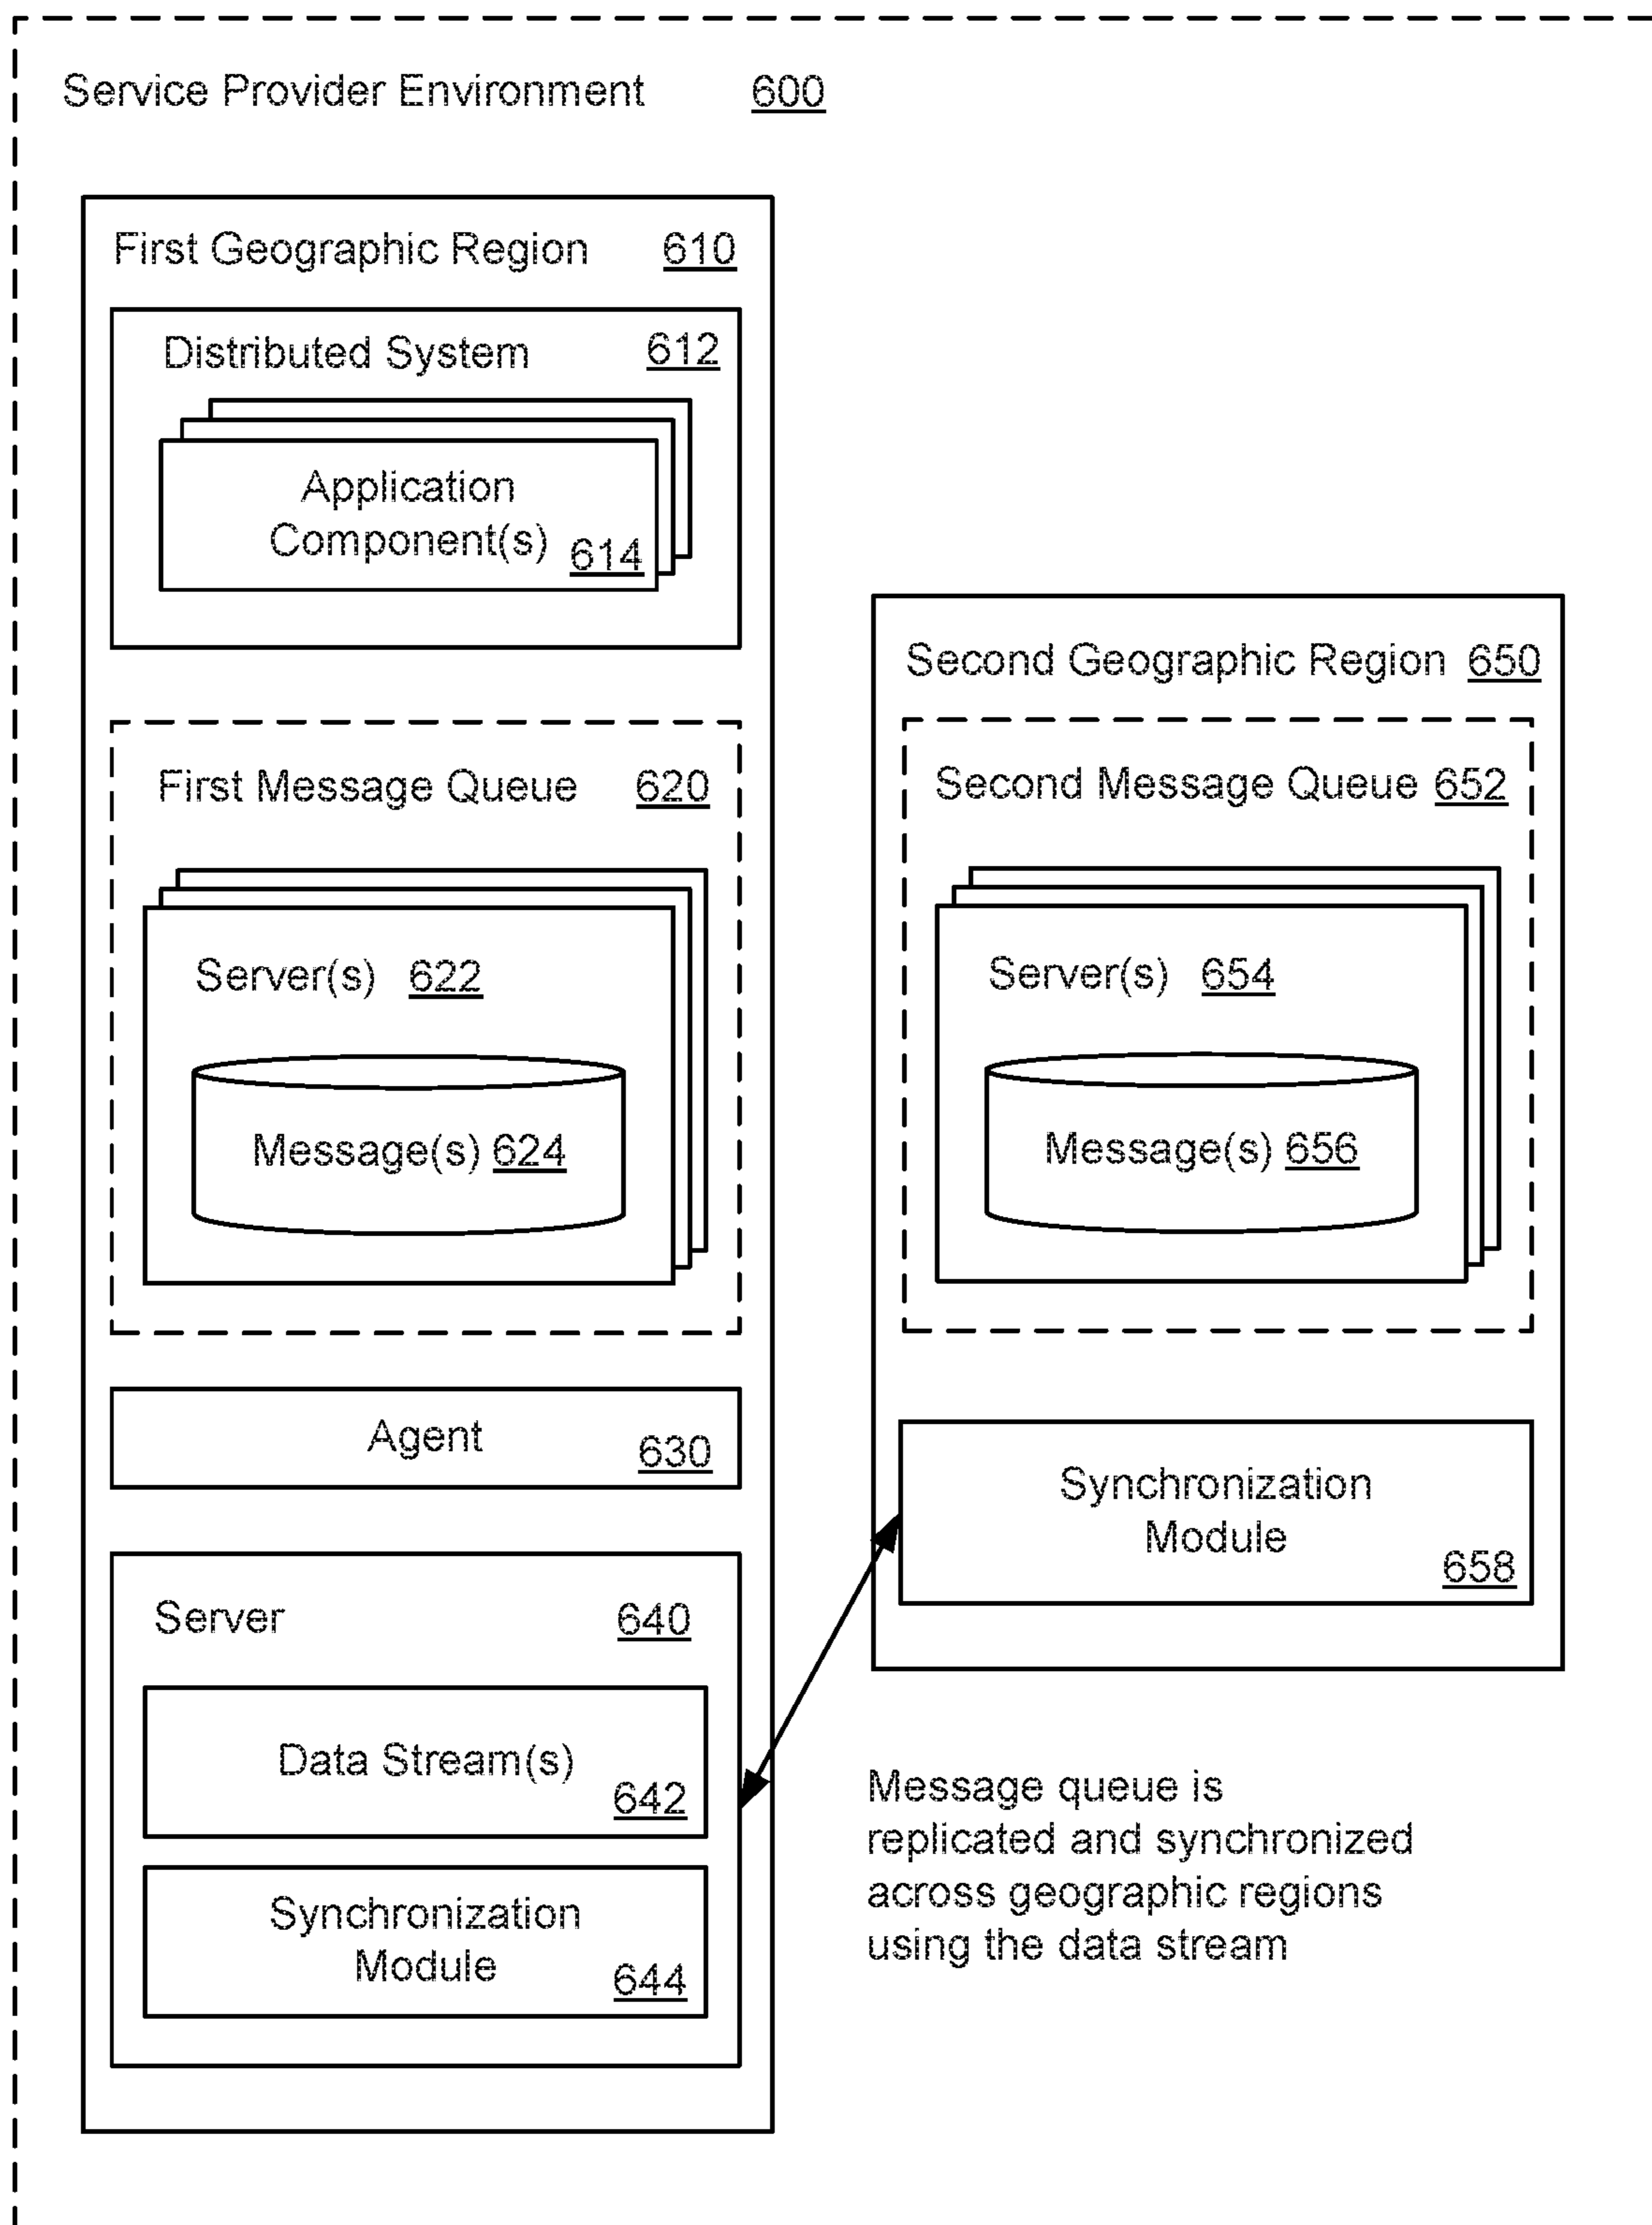 Service Provider Environment 600
First Geographic Region 610
Distributed System 612
Application
Component(s) 614
First Message Queue 620
Server(s) 622
Message(s) 624
Agent 630
Server 640
Data Stream(s)
642
Synchronization
Module
644
Second Geographic Region 650
Second Message Queue 652
Server(s) 654
Message(s) 656
Synchronization
Module
658
Message queue is
replicated and synchronized
across geographic regions
using the data stream